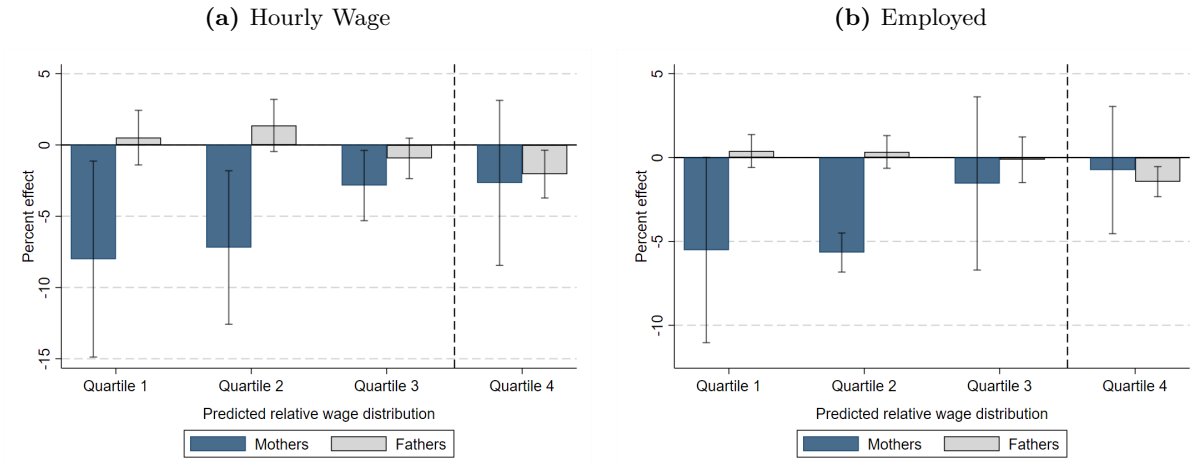 (a) Hourly Wage
Percent effect
5
0
-5
-10
-15
Quartile 1 Quartile 2 Quartile 3 Quartile 4
Predicted relative wage distribution
Mothers Fathers
(b) Employed
Percent effect
5
0
-5
-10
Quartile 1 Quartile 2 Quartile 3 Quartile 4
Predicted relative wage distribution
Mothers Fathers